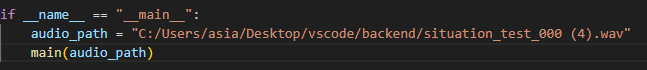 if __name__ == "__main__":
    audio_path = "C:/Users/asia/Desktop/vscode/backend/situation_test_000 (4).wav"
    main(audio_path)